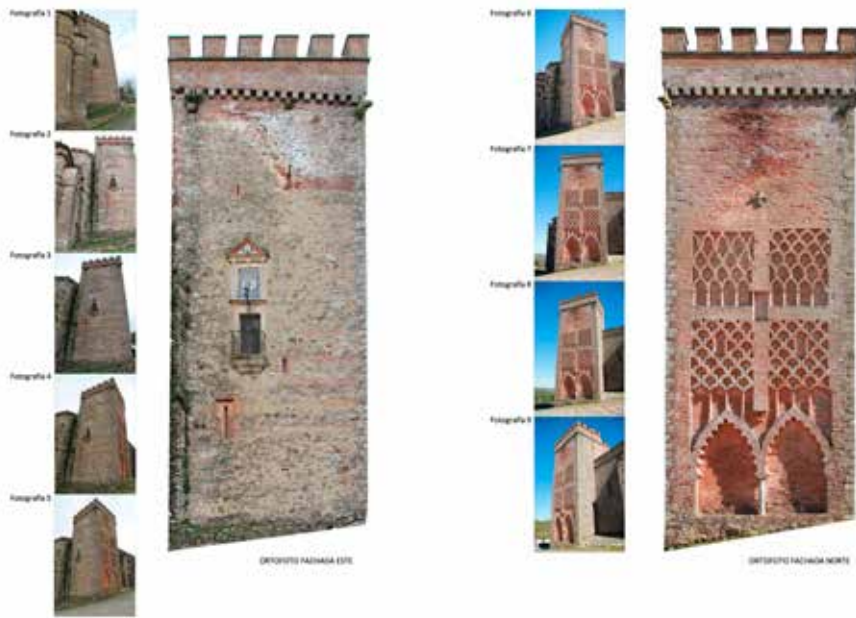 Fotografía 1
Fotografía 2
Fotografía 3
Fotografía 4
Fotografía 5
ORTOFOTO FACHADA ESTE
Fotografía 6
Fotografía 7
Fotografía 8
Fotografía 9
ORTOFOTO FACHADA NORTE